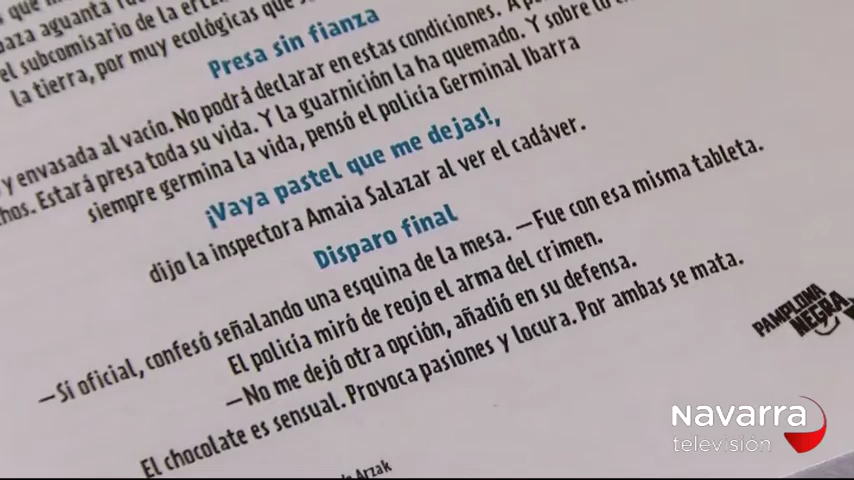 que
baza aguanta
el subcomisario de la
la tierra, por muy ecológicas que
Presa sin fianza
y envasada al vacío. No podrá declarar en estas condiciones. A
Estará presa toda su vida. Y la guarnición la ha quemado. Y sobre
siempre germina la vida, pensó el policía Germinal Ibarra
¡Vaya pastel que me dejas!,
dijo la inspectora Amaia Salazar al ver el cadáver.
Disparo final
—Sí oficial, confesó señalando una esquina de la mesa. —Fue con esa misma tableta.
El policía miró de reojo el arma del crimen.
—No me dejó otra opción, añadió en su defensa.
El chocolate es sensual. Provoca pasiones y locura. Por ambas se mata.
Arzak
PAMPLONA
NEGRA
Navarra
televisión